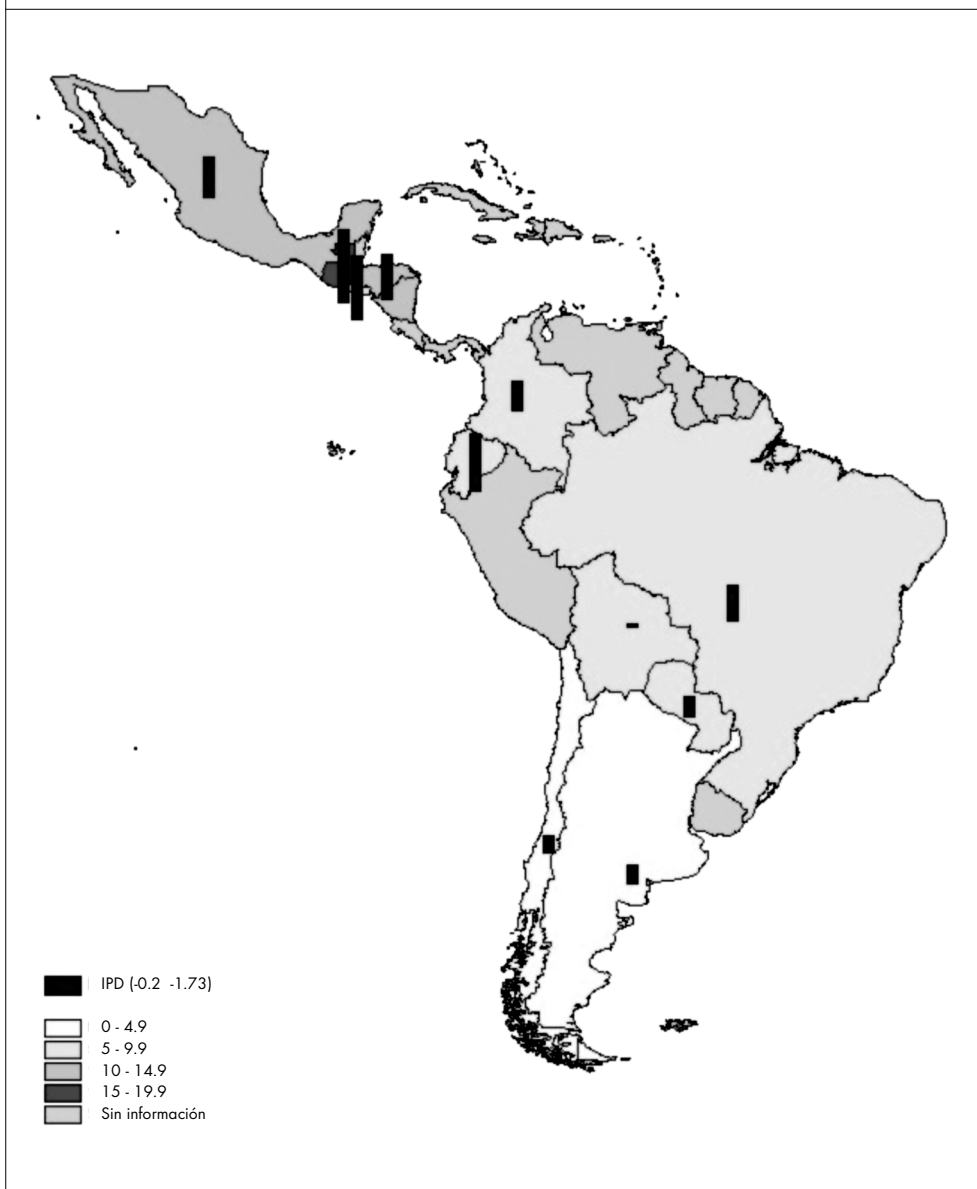 IPD (-0.2 -1.73)
0 - 4.9
5 - 9.9
10 - 14.9
15 - 19.9
Sin información